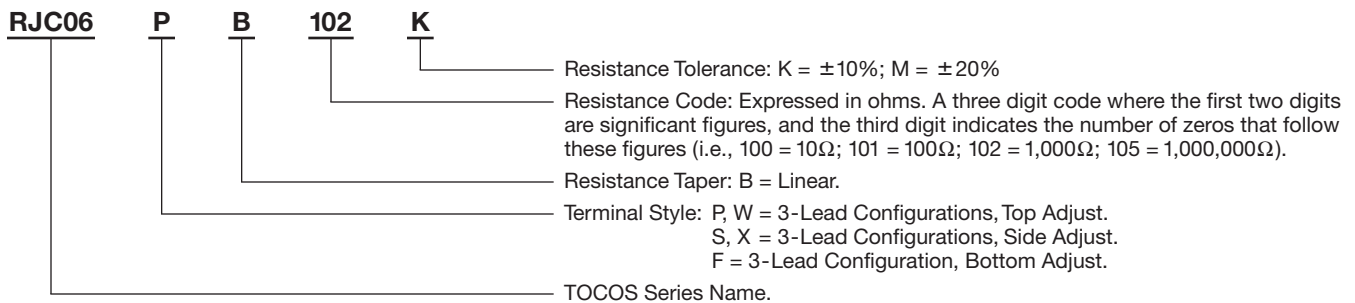 RJC06 P B 102 K
Resistance Tolerance: K = ±10%; M = ±20%
Resistance Code: Expressed in ohms. A three digit code where the first two digits
are significant figures, and the third digit indicates the number of zeros that follow
these figures (i.e., 100 = 10Ω; 101 = 100Ω; 102 = 1,000Ω; 105 = 1,000,000Ω).
Resistance Taper: B = Linear.
Terminal Style: P, W = 3-Lead Configurations, Top Adjust.
S, X = 3-Lead Configurations, Side Adjust.
F = 3-Lead Configuration, Bottom Adjust.
TOCOS Series Name.